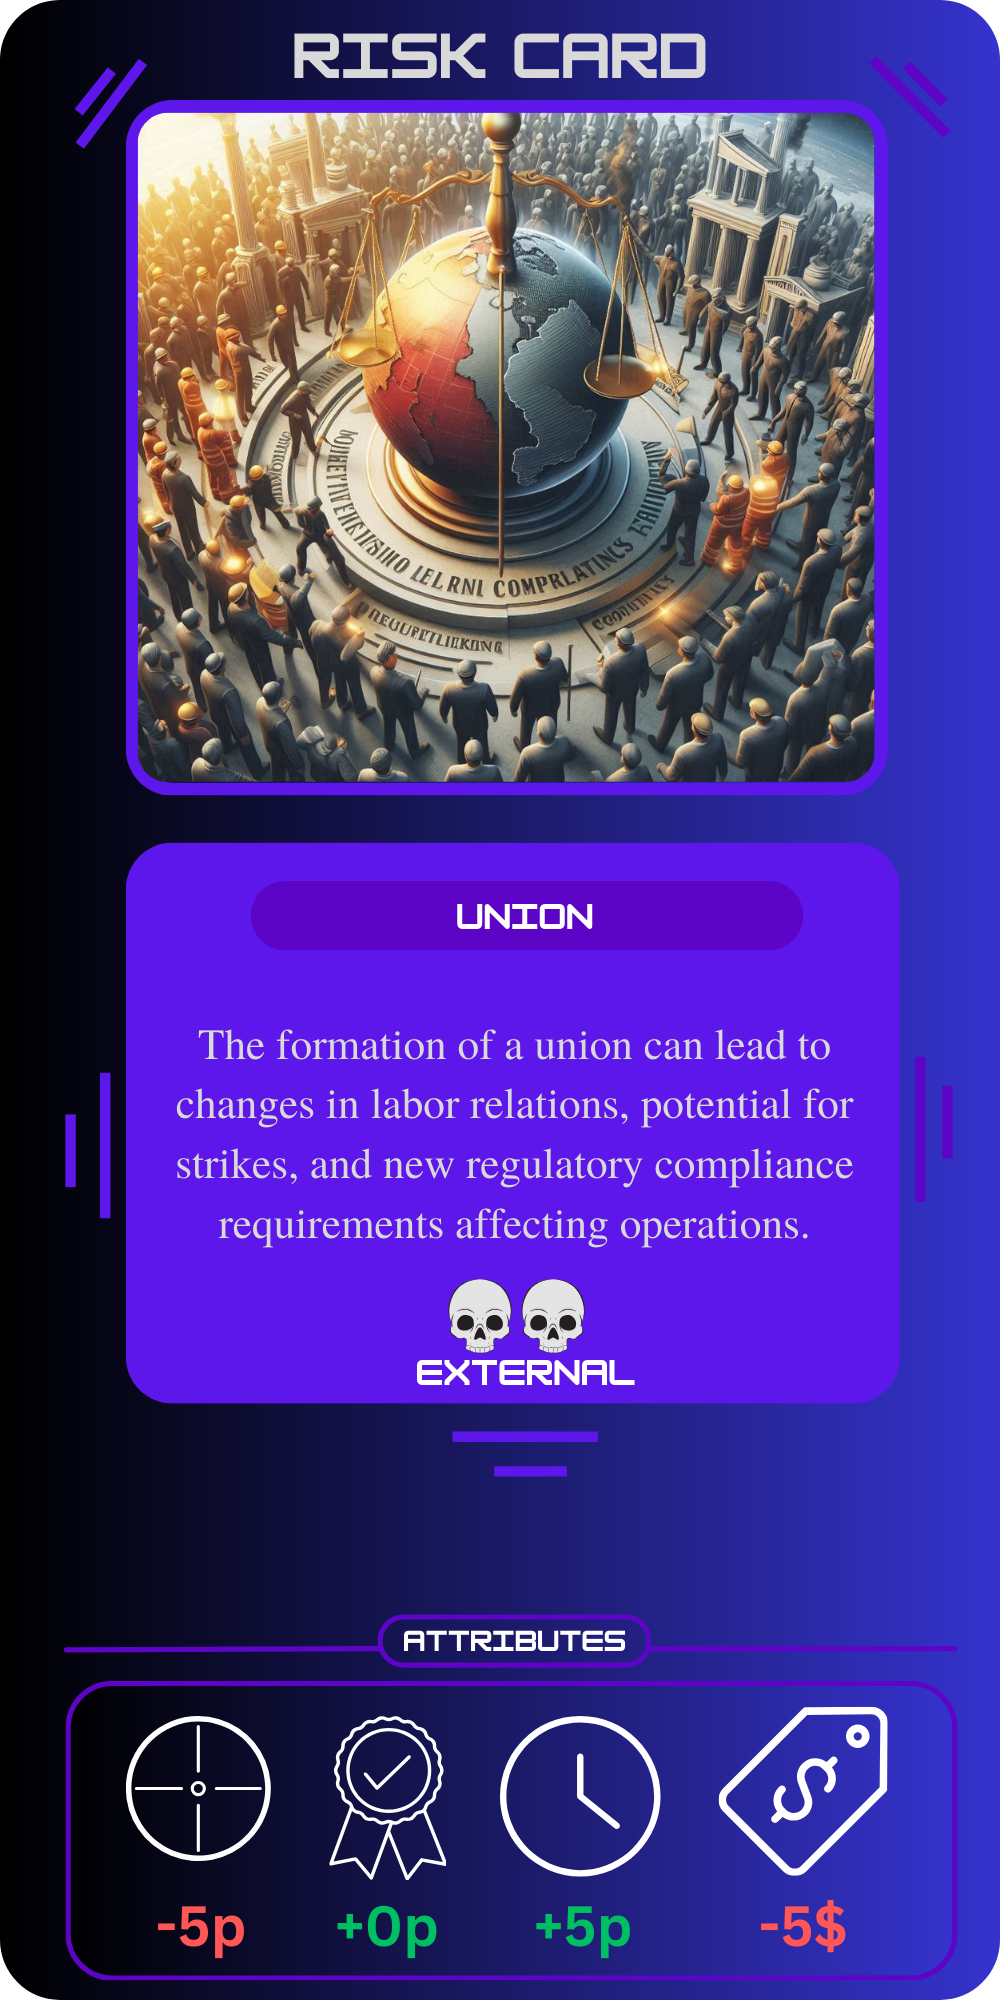 RISK CARD
UNION
The formation of a union can lead to
changes in labor relations, potential for
strikes, and new regulatory compliance
requirements affecting operations.
EXTERNAL
ATTRIBUTES
-5p +0p +5p -5$